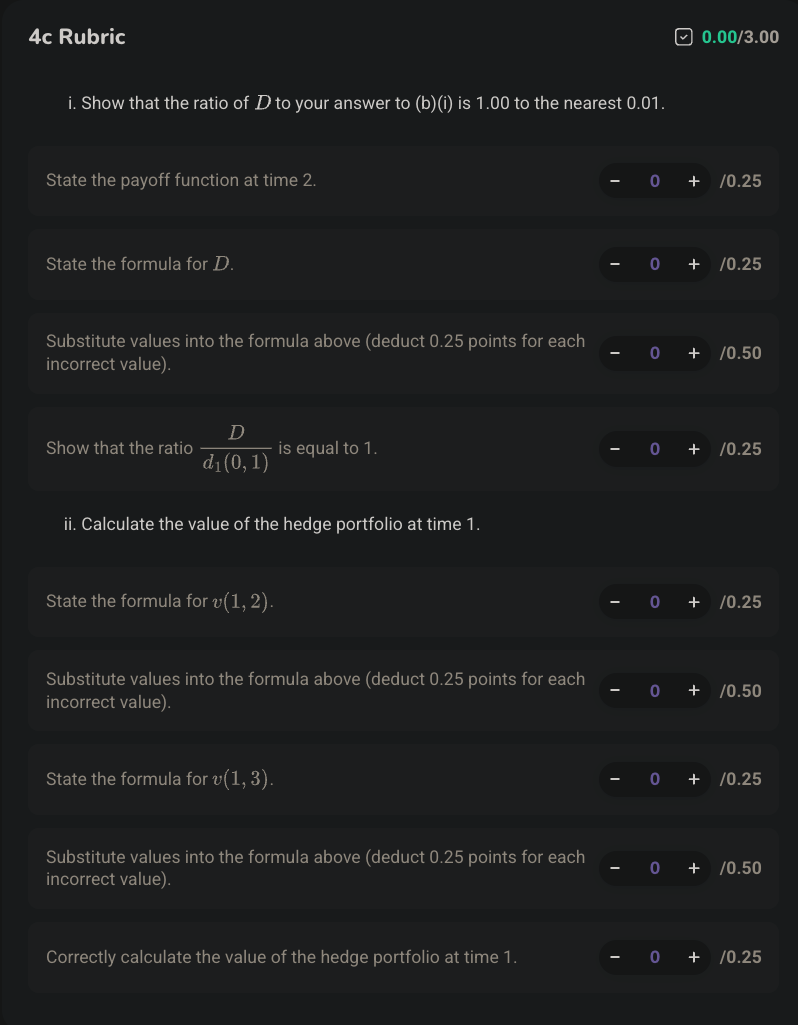 4c Rubric 0.00/3.00
i. Show that the ratio of D to your answer to (b)(i) is 1.00 to the nearest 0.01.
State the payoff function at time 2. − 0 + /0.25
State the formula for D. − 0 + /0.25
Substitute values into the formula above (deduct 0.25 points for each
incorrect value). − 0 + /0.50
Show that the ratio D / d₁(0, 1) is equal to 1. − 0 + /0.25
ii. Calculate the value of the hedge portfolio at time 1.
State the formula for v(1, 2). − 0 + /0.25
Substitute values into the formula above (deduct 0.25 points for each
incorrect value). − 0 + /0.50
State the formula for v(1, 3). − 0 + /0.25
Substitute values into the formula above (deduct 0.25 points for each
incorrect value). − 0 + /0.50
Correctly calculate the value of the hedge portfolio at time 1. − 0 + /0.25